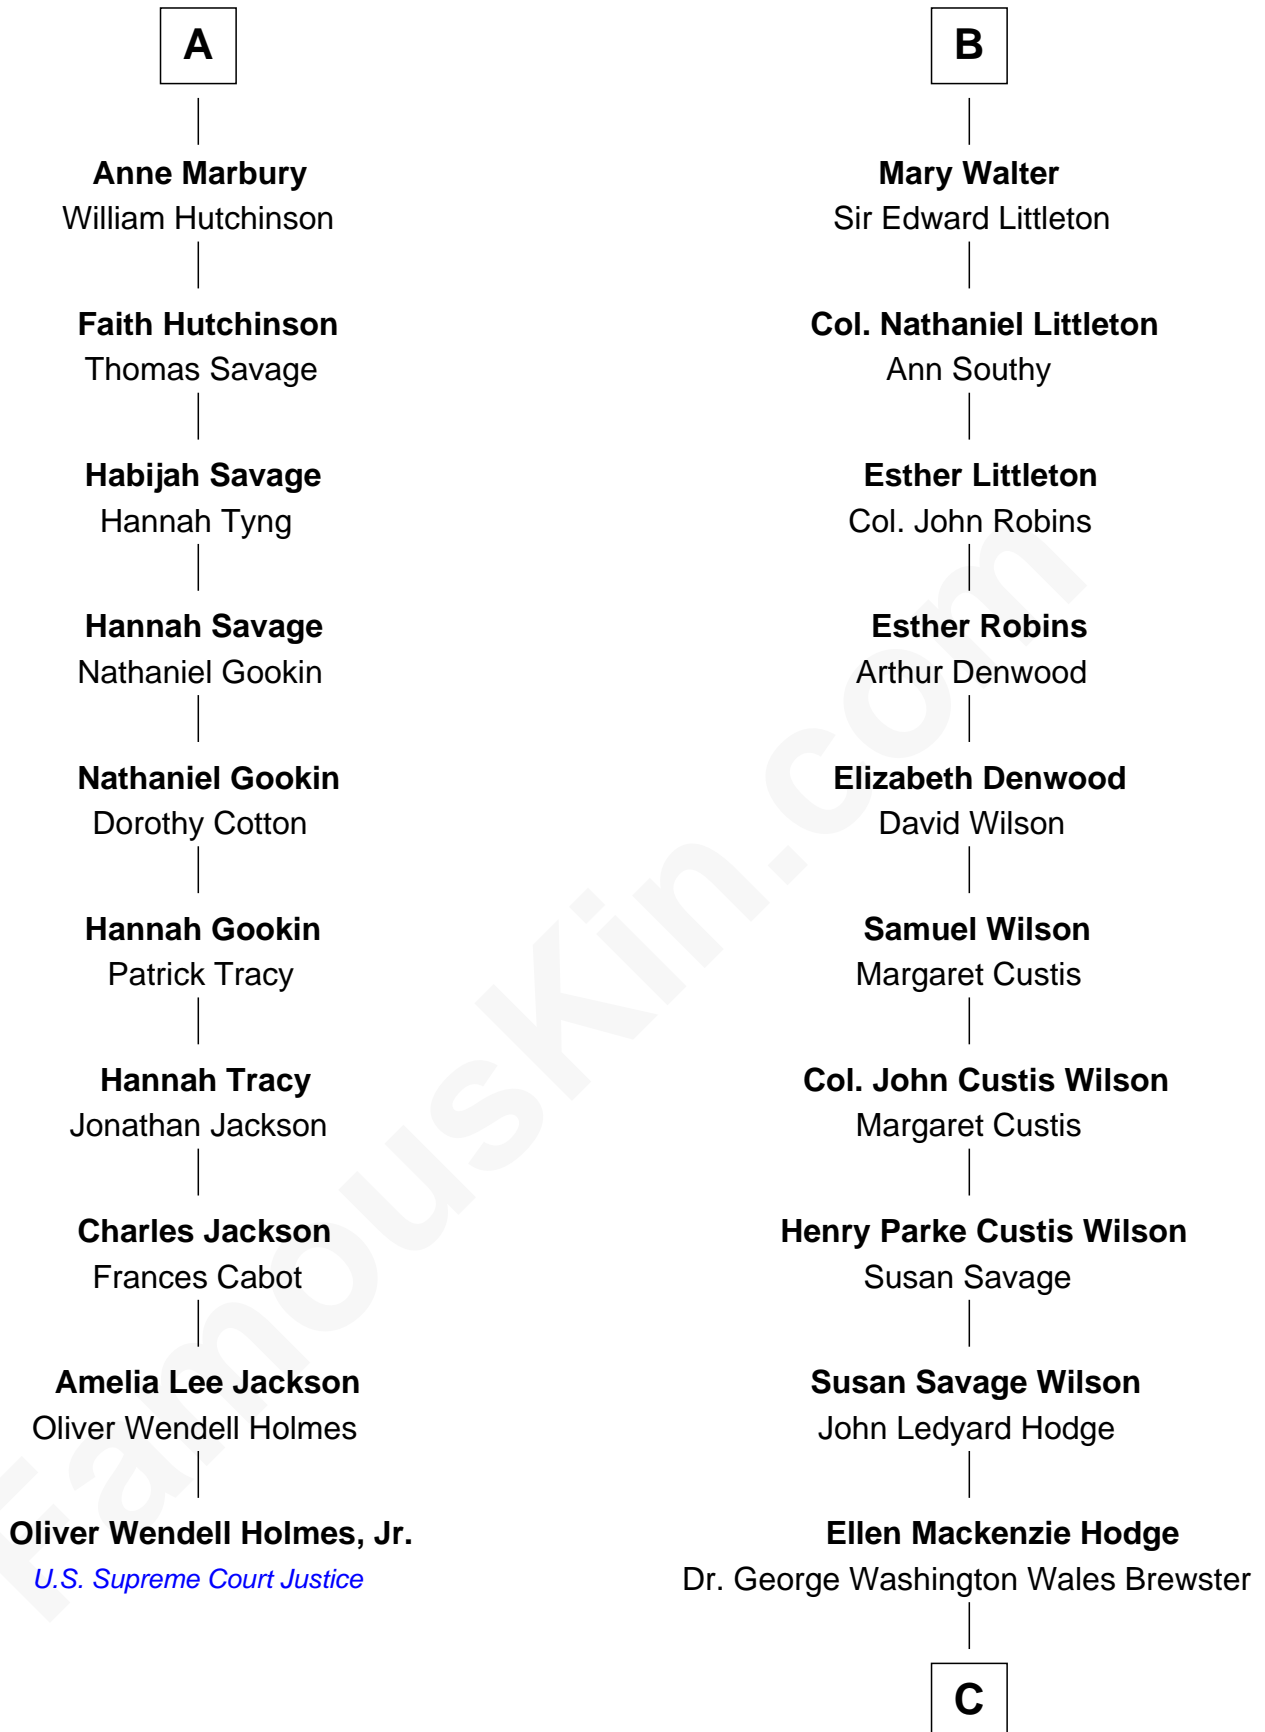 A
Anne Marbury
William Hutchinson
Faith Hutchinson
Thomas Savage
Habijah Savage
Hannah Tyng
Hannah Savage
Nathaniel Gookin
Nathaniel Gookin
Dorothy Cotton
Hannah Gookin
Patrick Tracy
Hannah Tracy
Jonathan Jackson
Charles Jackson
Frances Cabot
Amelia Lee Jackson
Oliver Wendell Holmes
Oliver Wendell Holmes, Jr.
U.S. Supreme Court Justice
B
Mary Walter
Sir Edward Littleton
Col. Nathaniel Littleton
Ann Southy
Esther Littleton
Col. John Robins
Esther Robins
Arthur Denwood
Elizabeth Denwood
David Wilson
Samuel Wilson
Margaret Custis
Col. John Custis Wilson
Margaret Custis
Henry Parke Custis Wilson
Susan Savage
Susan Savage Wilson
John Ledyard Hodge
Ellen Mackenzie Hodge
Dr. George Washington Wales Brewster
C
FamousKin.com